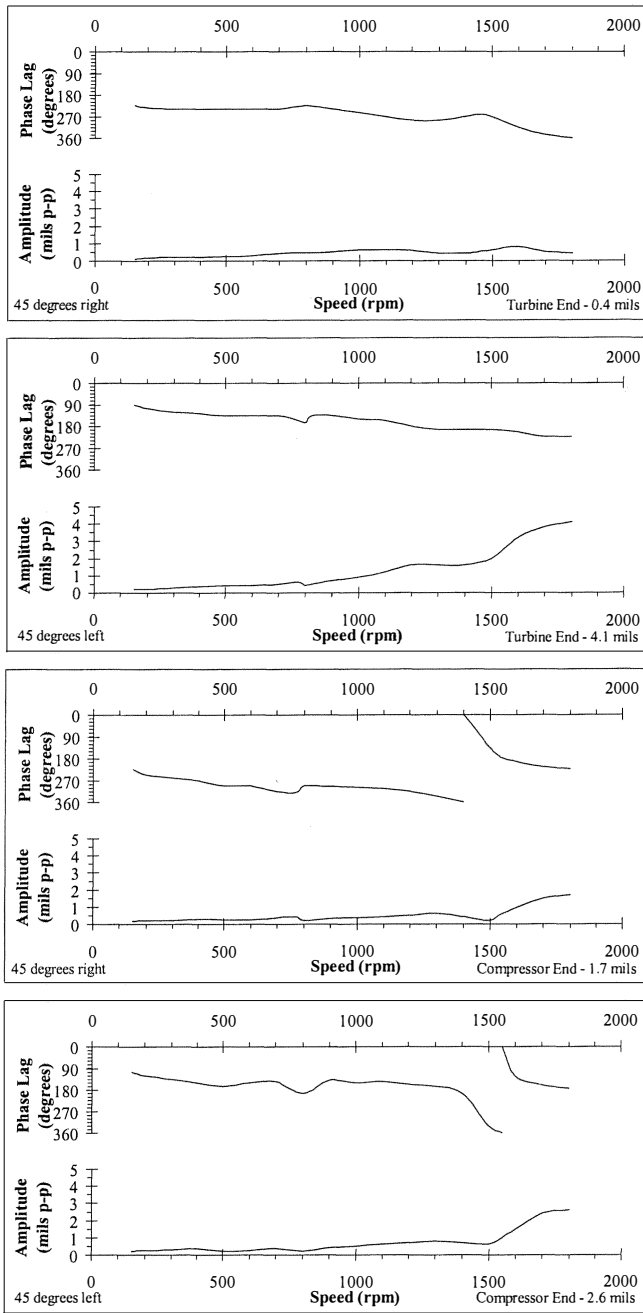 0 500 1000 1500 2000
Phase Lag
(degrees)
0
90
180
270
360
Amplitude
(mils p-p)
5
4
3
2
1
0
0 500 1000 1500 2000
45 degrees right Speed (rpm) Turbine End - 0.4 mils
0 500 1000 1500 2000
Phase Lag
(degrees)
0
90
180
270
360
Amplitude
(mils p-p)
5
4
3
2
1
0
0 500 1000 1500 2000
45 degrees left Speed (rpm) Turbine End - 4.1 mils
0 500 1000 1500 2000
Phase Lag
(degrees)
0
90
180
270
360
Amplitude
(mils p-p)
5
4
3
2
1
0
0 500 1000 1500 2000
45 degrees right Speed (rpm) Compressor End - 1.7 mils
0 500 1000 1500 2000
Phase Lag
(degrees)
0
90
180
270
360
Amplitude
(mils p-p)
5
4
3
2
1
0
0 500 1000 1500 2000
45 degrees left Speed (rpm) Compressor End - 2.6 mils